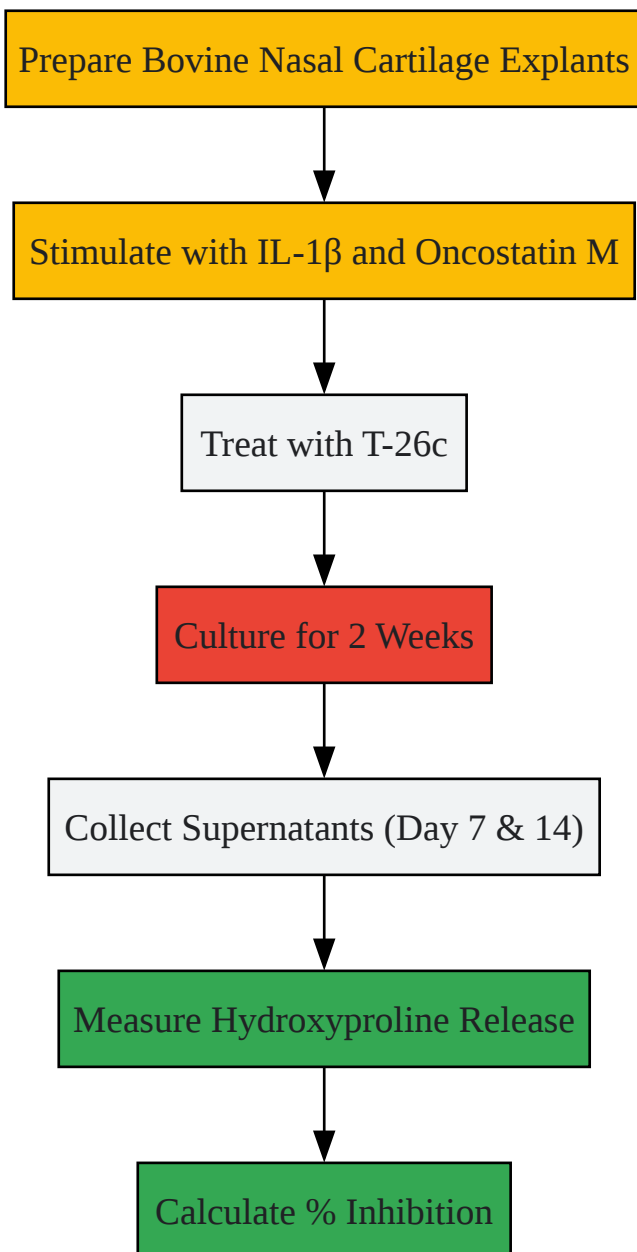 Prepare Bovine Nasal Cartilage Explants
Stimulate with IL-1β and Oncostatin M
Treat with T-26c
Culture for 2 Weeks
Collect Supernatants (Day 7 & 14)
Measure Hydroxyproline Release
Calculate % Inhibition